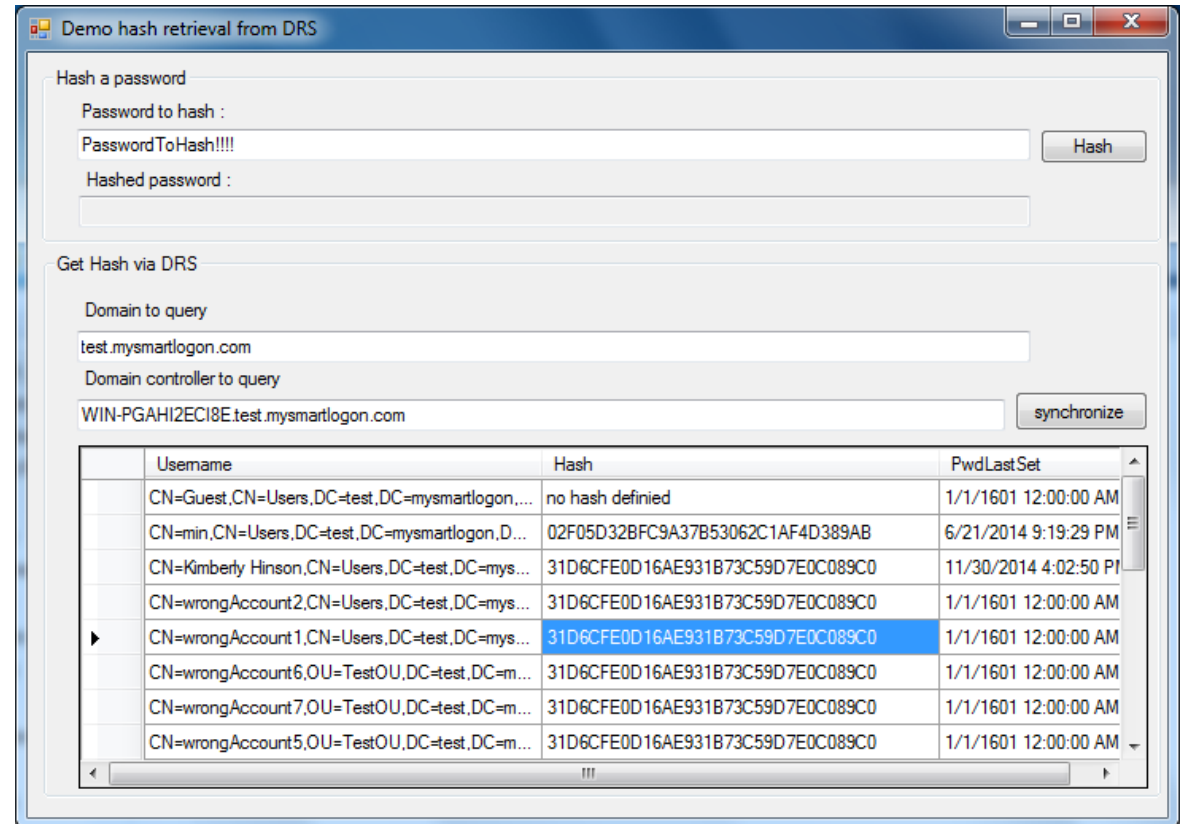 Demo hash retrieval from DRS
Hash a password
Password to hash :
PasswordToHash!!!!
Hash
Hashed password :
Get Hash via DRS
Domain to query
test.mysmartlogon.com
Domain controller to query
WIN-PGAHI2ECI8E.test.mysmartlogon.com
synchronize
Username Hash PwdLastSet
CN=Guest,CN=Users,DC=test,DC=mysmartlogon,... no hash definied 1/1/1601 12:00:00 AM
CN=min,CN=Users,DC=test,DC=mysmartlogon,D... 02F05D32BFC9A37B53062C1AF4D389AB 6/21/2014 9:19:29 PM
CN=Kimberly Hinson,CN=Users,DC=test,DC=mys... 31D6CFE0D16AE931B73C59D7E0C089C0 11/30/2014 4:02:50 PM
CN=wrongAccount2,CN=Users,DC=test,DC=mys... 31D6CFE0D16AE931B73C59D7E0C089C0 1/1/1601 12:00:00 AM
CN=wrongAccount1,CN=Users,DC=test,DC=mys... 31D6CFE0D16AE931B73C59D7E0C089C0 1/1/1601 12:00:00 AM
CN=wrongAccount6,OU=TestOU,DC=test,DC=m... 31D6CFE0D16AE931B73C59D7E0C089C0 1/1/1601 12:00:00 AM
CN=wrongAccount7,OU=TestOU,DC=test,DC=m... 31D6CFE0D16AE931B73C59D7E0C089C0 1/1/1601 12:00:00 AM
CN=wrongAccount5,OU=TestOU,DC=test,DC=m... 31D6CFE0D16AE931B73C59D7E0C089C0 1/1/1601 12:00:00 AM